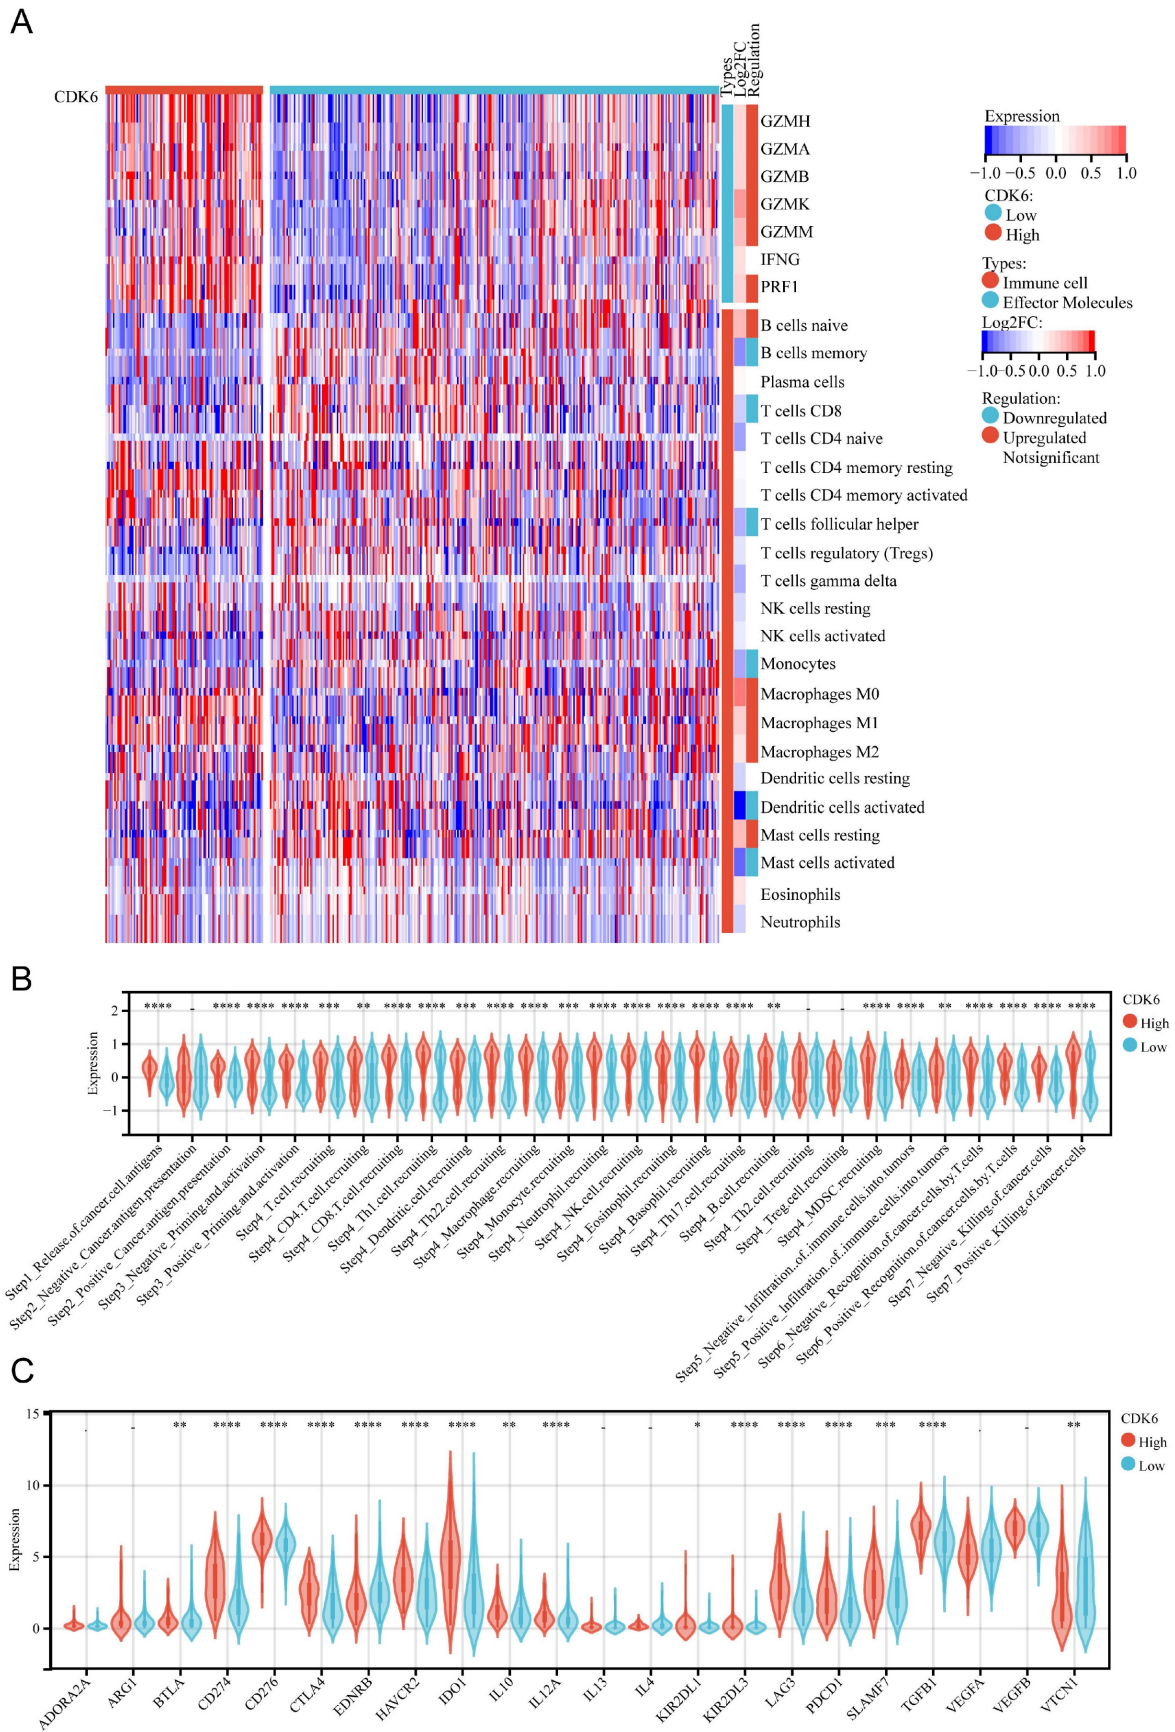 A
Types
Log2FC
Regulation
CDK6
GZMH
GZMA
GZMB
GZMK
GZMM
IFNG
PRF1
B cells naive
B cells memory
Plasma cells
T cells CD8
T cells CD4 naive
T cells CD4 memory resting
T cells CD4 memory activated
T cells follicular helper
T cells regulatory (Tregs)
T cells gamma delta
NK cells resting
NK cells activated
Monocytes
Macrophages M0
Macrophages M1
Macrophages M2
Dendritic cells resting
Dendritic cells activated
Mast cells resting
Mast cells activated
Eosinophils
Neutrophils
Expression
−1.0 −0.5 0.0 0.5 1.0
CDK6:
Low
High
Types:
Immune cell
Effector Molecules
Log2FC:
−1.0−0.5 0.0 0.5 1.0
Regulation:
Downregulated
Upregulated
Notsignificant
B
**** - **** **** **** *** ** **** **** *** **** **** *** **** **** **** **** **** ** - - **** **** ** **** **** **** ****
2
1
0
−1
Expression
CDK6
High
Low
Step1_Release.of.cancer.cell.antigens
Step2_Negative_Cancer.antigen.presentation
Step2_Positive_Cancer.antigen.presentation
Step3_Negative_Priming.and.activation
Step3_Positive_Priming.and.activation
Step4_T.cell.recruiting
Step4_CD4.T.cell.recruiting
Step4_CD8.T.cell.recruiting
Step4_Th1.cell.recruiting
Step4_Dendritic.cell.recruiting
Step4_Th22.cell.recruiting
Step4_Macrophage.recruiting
Step4_Monocyte.recruiting
Step4_Neutrophil.recruiting
Step4_NK.cell.recruiting
Step4_Eosinophil.recruiting
Step4_Basophil.recruiting
Step4_Th17.cell.recruiting
Step4_B.cell.recruiting
Step4_Th2.cell.recruiting
Step4_Treg.cell.recruiting
Step4_MDSC.recruiting
Step5_Negative_Infiltration..of..immune.cells.into.tumors
Step5_Positive_Infiltration..of..immune.cells.into.tumors
Step6_Negative_Recognition.of.cancer.cells.by.T.cells
Step6_Positive_Recognition.of.cancer.cells.by.T.cells
Step7_Negative_Killing.of.cancer.cells
Step7_Positive_Killing.of.cancer.cells
C
- - ** **** **** **** **** **** **** ** **** - - * **** **** **** *** **** - - **
15
10
5
0
Expression
CDK6
High
Low
ADORA2A
ARG1
BTLA
CD274
CD276
CTLA4
EDNRB
HAVCR2
IDO1
IL10
IL12A
IL13
IL4
KIR2DL1
KIR2DL3
LAG3
PDCD1
SLAMF7
TGFB1
VEGFA
VEGFB
VTCN1